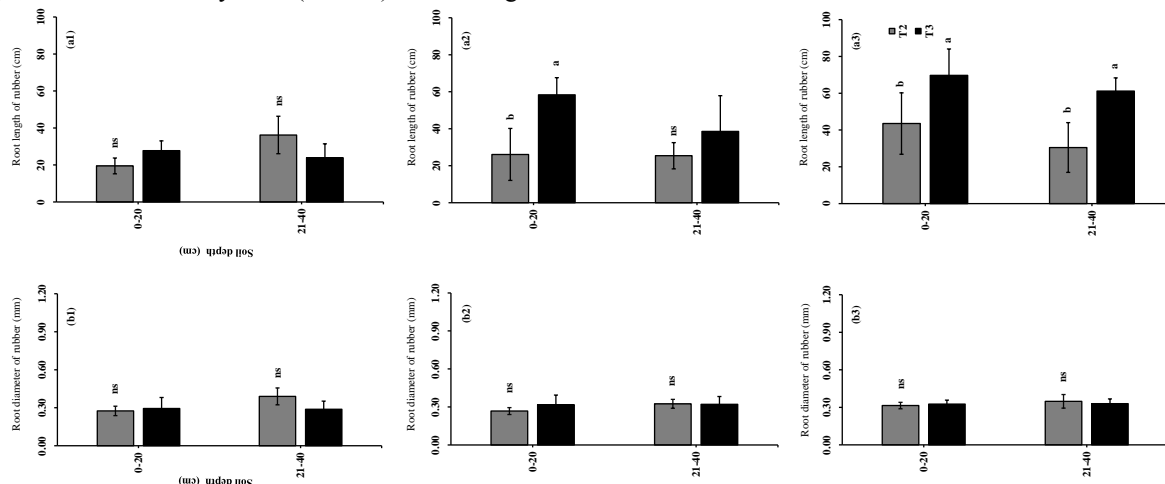 100
80
60
40
20
0
Root length of rubber (cm)
(a1)
ns
ns
0-20
21-40
Soil depth (cm)
100
80
60
40
20
0
Root length of rubber (cm)
(a2)
b
a
ns
0-20
21-40
100
80
60
40
20
0
Root length of rubber (cm)
(a3)
T2
T3
b
a
b
a
0-20
21-40
1.20
0.90
0.60
0.30
0.00
Root diameter of rubber (mm)
(b1)
ns
ns
0-20
21-40
Soil depth (cm)
1.20
0.90
0.60
0.30
0.00
Root diameter of rubber (mm)
(b2)
ns
ns
0-20
21-40
1.20
0.90
0.60
0.30
0.00
Root diameter of rubber (mm)
(b3)
ns
ns
0-20
21-40